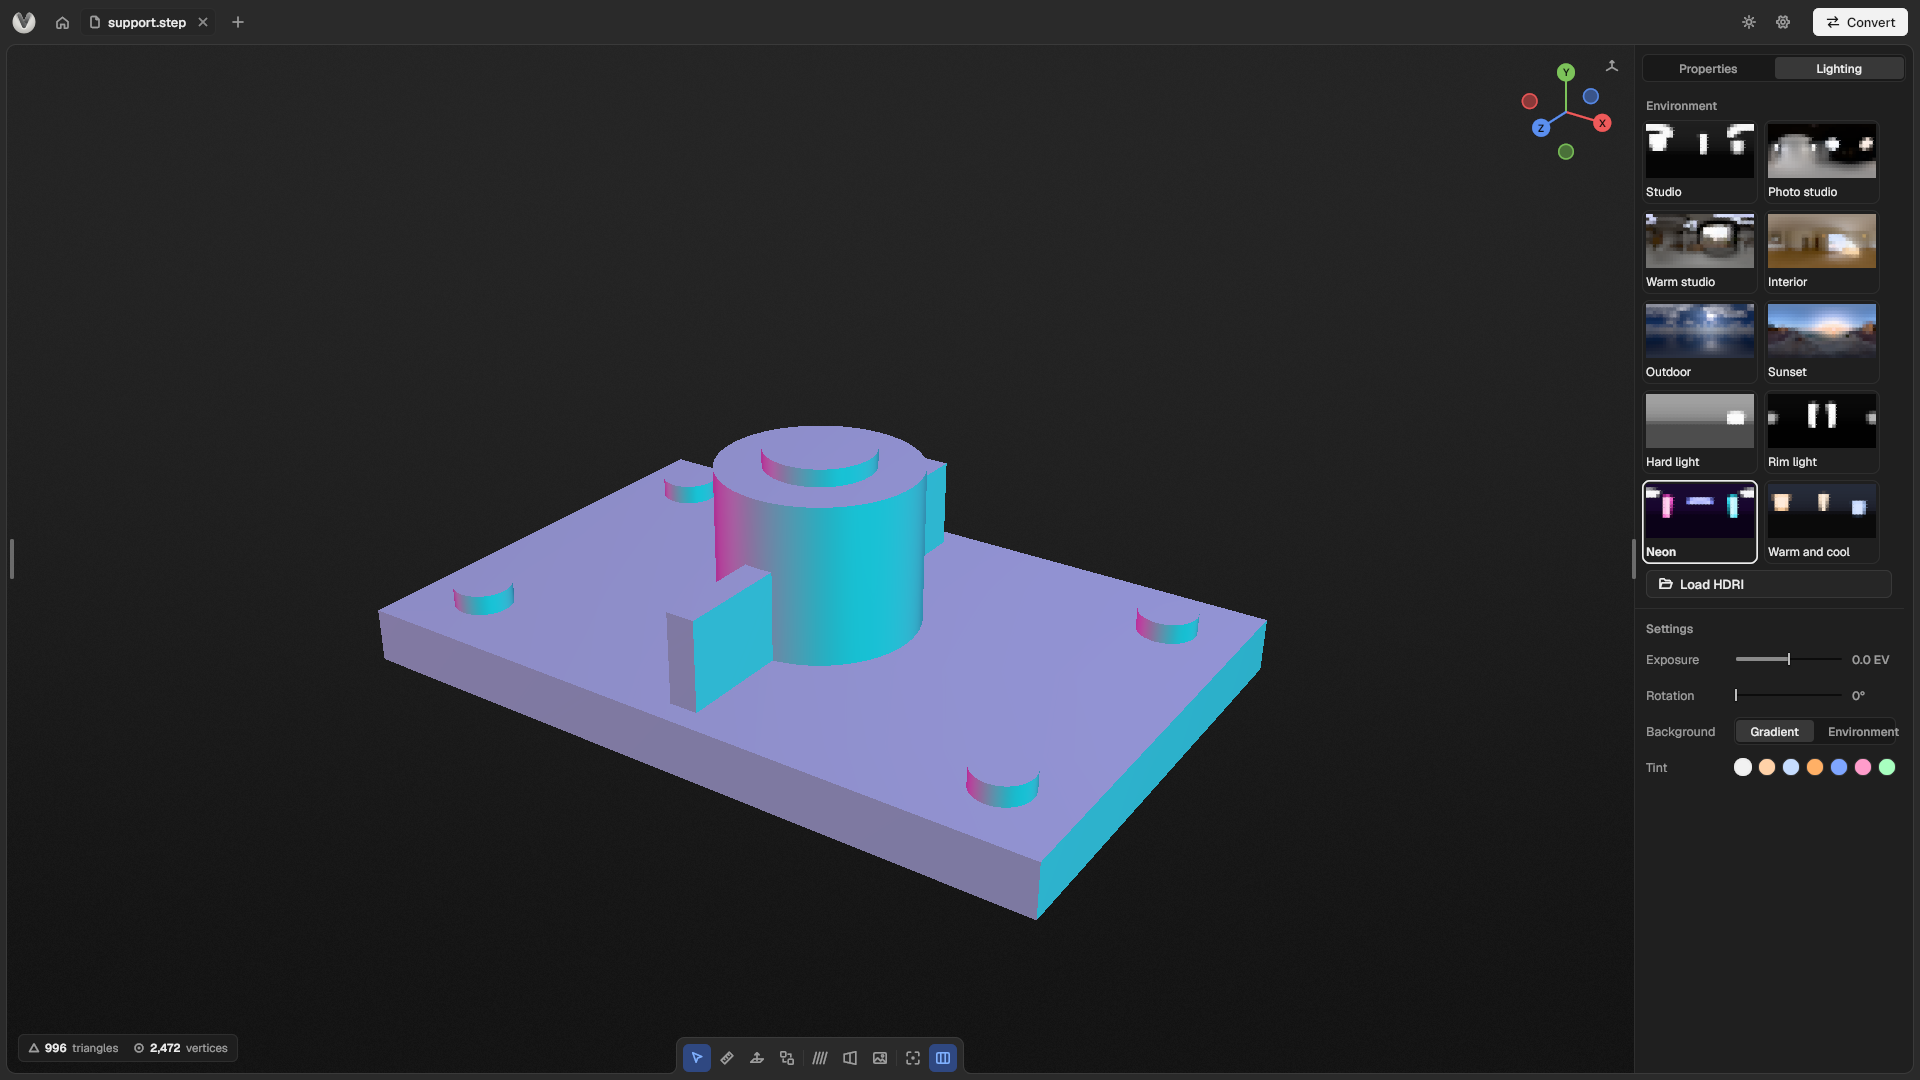 support.step
Convert
Properties
Lighting
Environment
Studio
Photo studio
Warm studio
Interior
Outdoor
Sunset
Hard light
Rim light
Neon
Warm and cool
Load HDRI
Settings
Exposure
0.0 EV
Rotation
0°
Background
Gradient
Environment
Tint
Y
X
Z
996 triangles
2,472 vertices